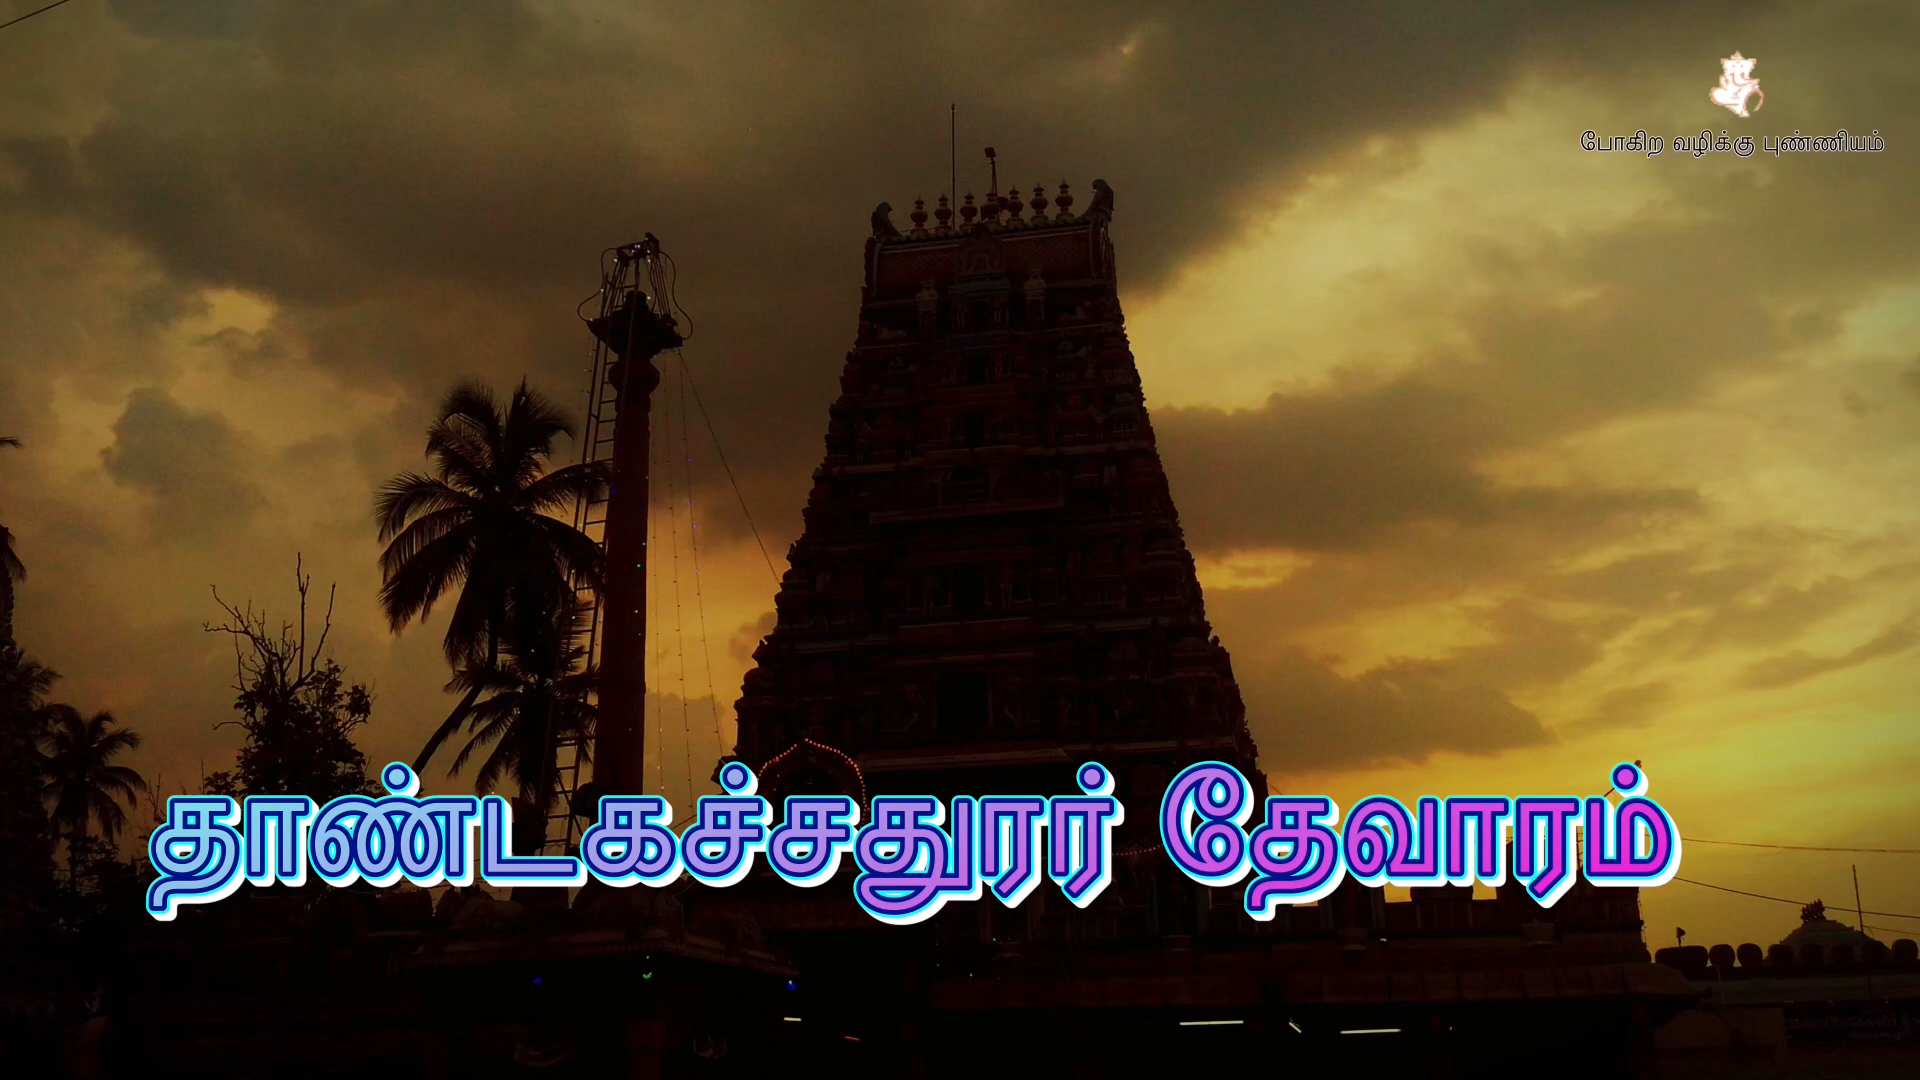 போகிற வழிக்கு புண்ணியம்
தாண்டகச்சதுரர் தேவாரம்